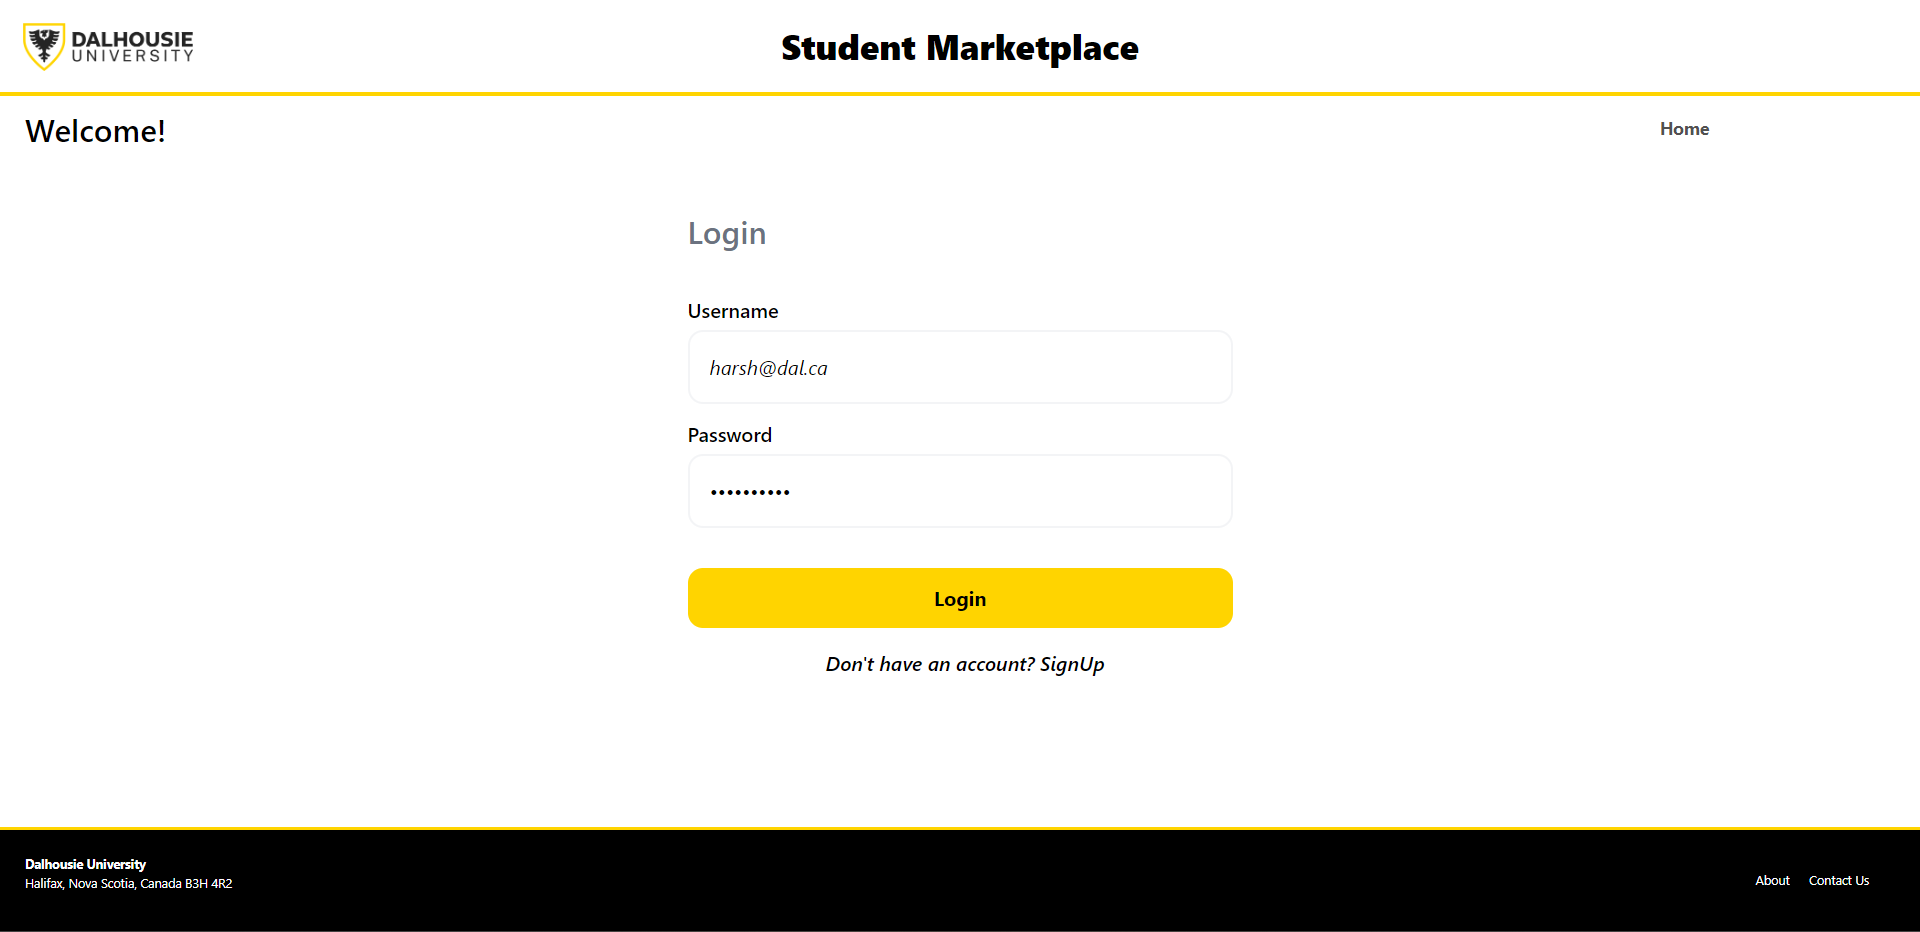 DALHOUSIE
UNIVERSITY
Student Marketplace
Welcome!
Home
Login
Username
harsh@dal.ca
Password
••••••••••
Login
Don't have an account? SignUp
Dalhousie University
Halifax, Nova Scotia, Canada B3H 4R2
About
Contact Us